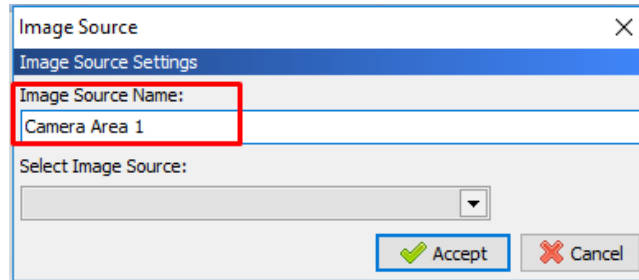 Image Source
Image Source Settings
Image Source Name:
Camera Area 1
Select Image Source:
Accept
Cancel